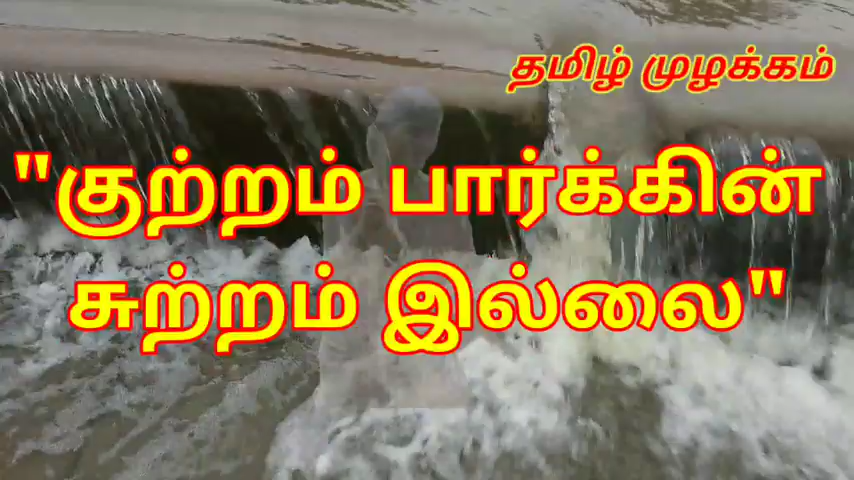 தமிழ் முழக்கம்
"குற்றம் பார்க்கின்
சுற்றம் இல்லை"